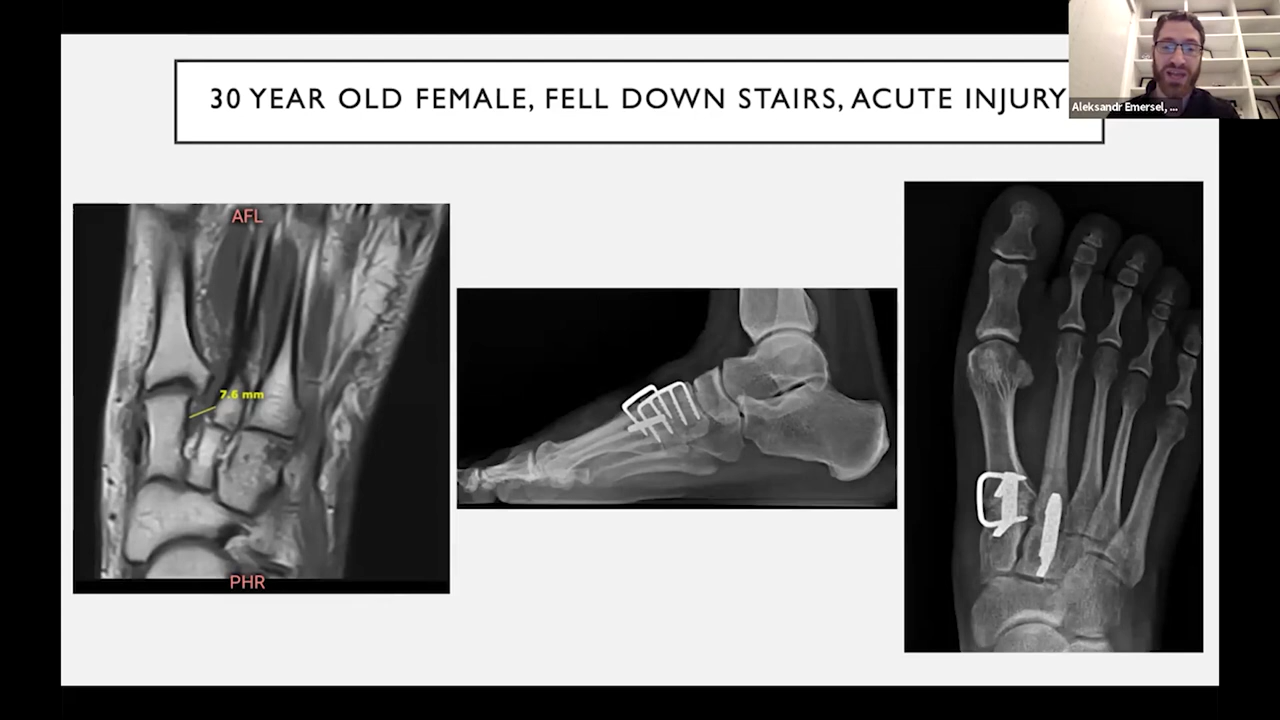 30 YEAR OLD FEMALE, FELL DOWN STAIRS, ACUTE INJURY
Aleksandr Emersel, ...
AFL
7.6 mm
PHR